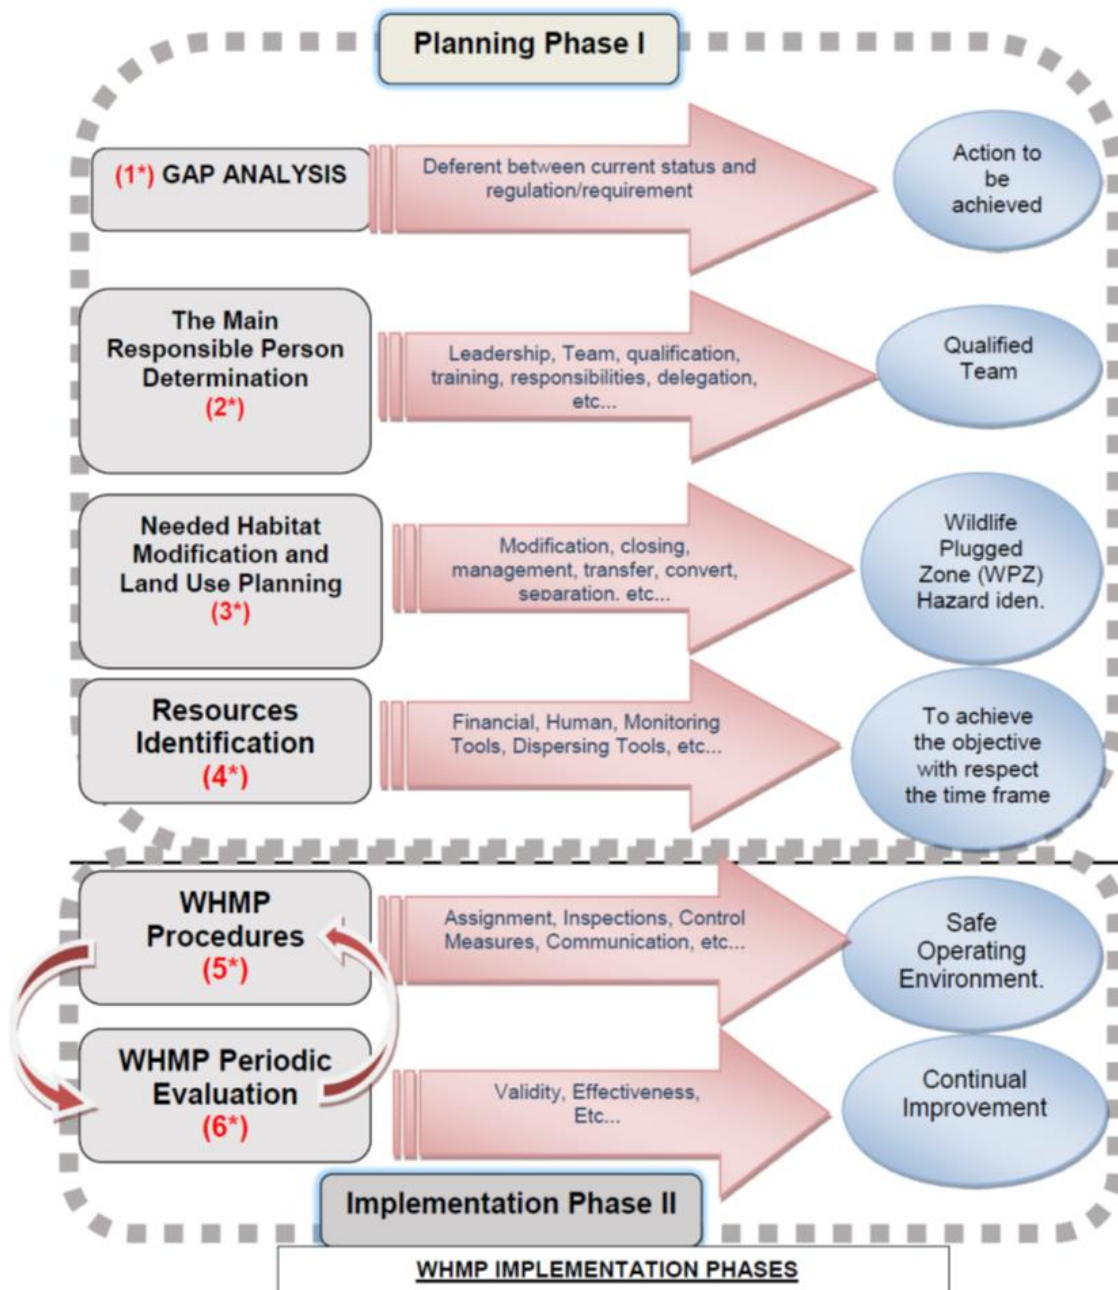 Planning Phase I
(1*) GAP ANALYSIS
Deferent between current status and
regulation/requirement
Action to
be
achieved
The Main
Responsible Person
Determination
(2*)
Leadership, Team, qualification,
training, responsibilities, delegation,
etc...
Qualified
Team
Needed Habitat
Modification and
Land Use Planning
(3*)
Modification, closing,
management, transfer, convert,
separation, etc...
Wildlife
Plugged
Zone (WPZ)
Hazard iden.
Resources
Identification
(4*)
Financial, Human, Monitoring
Tools, Dispersing Tools, etc...
To achieve
the objective
with respect
the time frame
WHMP
Procedures
(5*)
Assignment, Inspections, Control
Measures, Communication, etc...
Safe
Operating
Environment.
WHMP Periodic
Evaluation
(6*)
Validity, Effectiveness,
Etc...
Continual
Improvement
Implementation Phase II
WHMP IMPLEMENTATION PHASES